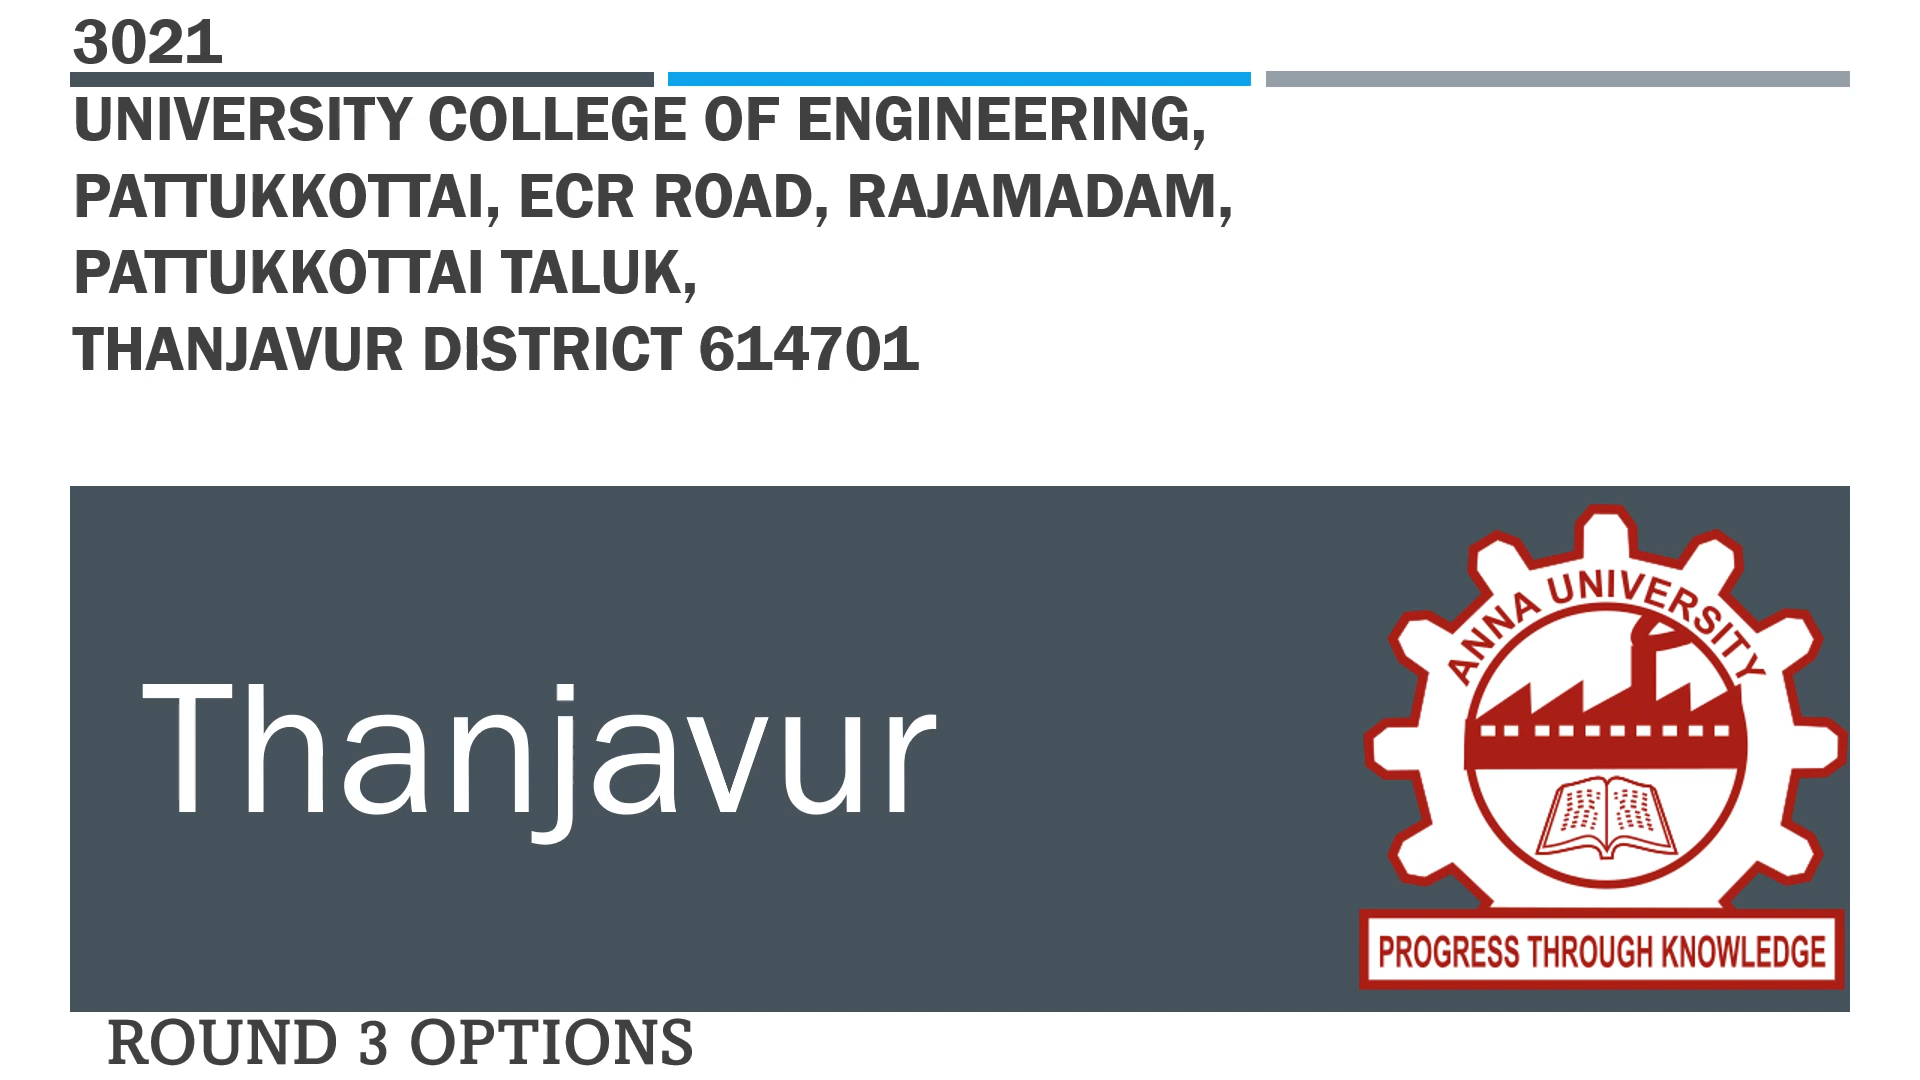 3021
UNIVERSITY COLLEGE OF ENGINEERING,
PATTUKKOTTAI, ECR ROAD, RAJAMADAM,
PATTUKKOTTAI TALUK,
THANJAVUR DISTRICT 614701
Thanjavur
ANNA UNIVERSITY
PROGRESS THROUGH KNOWLEDGE
ROUND 3 OPTIONS